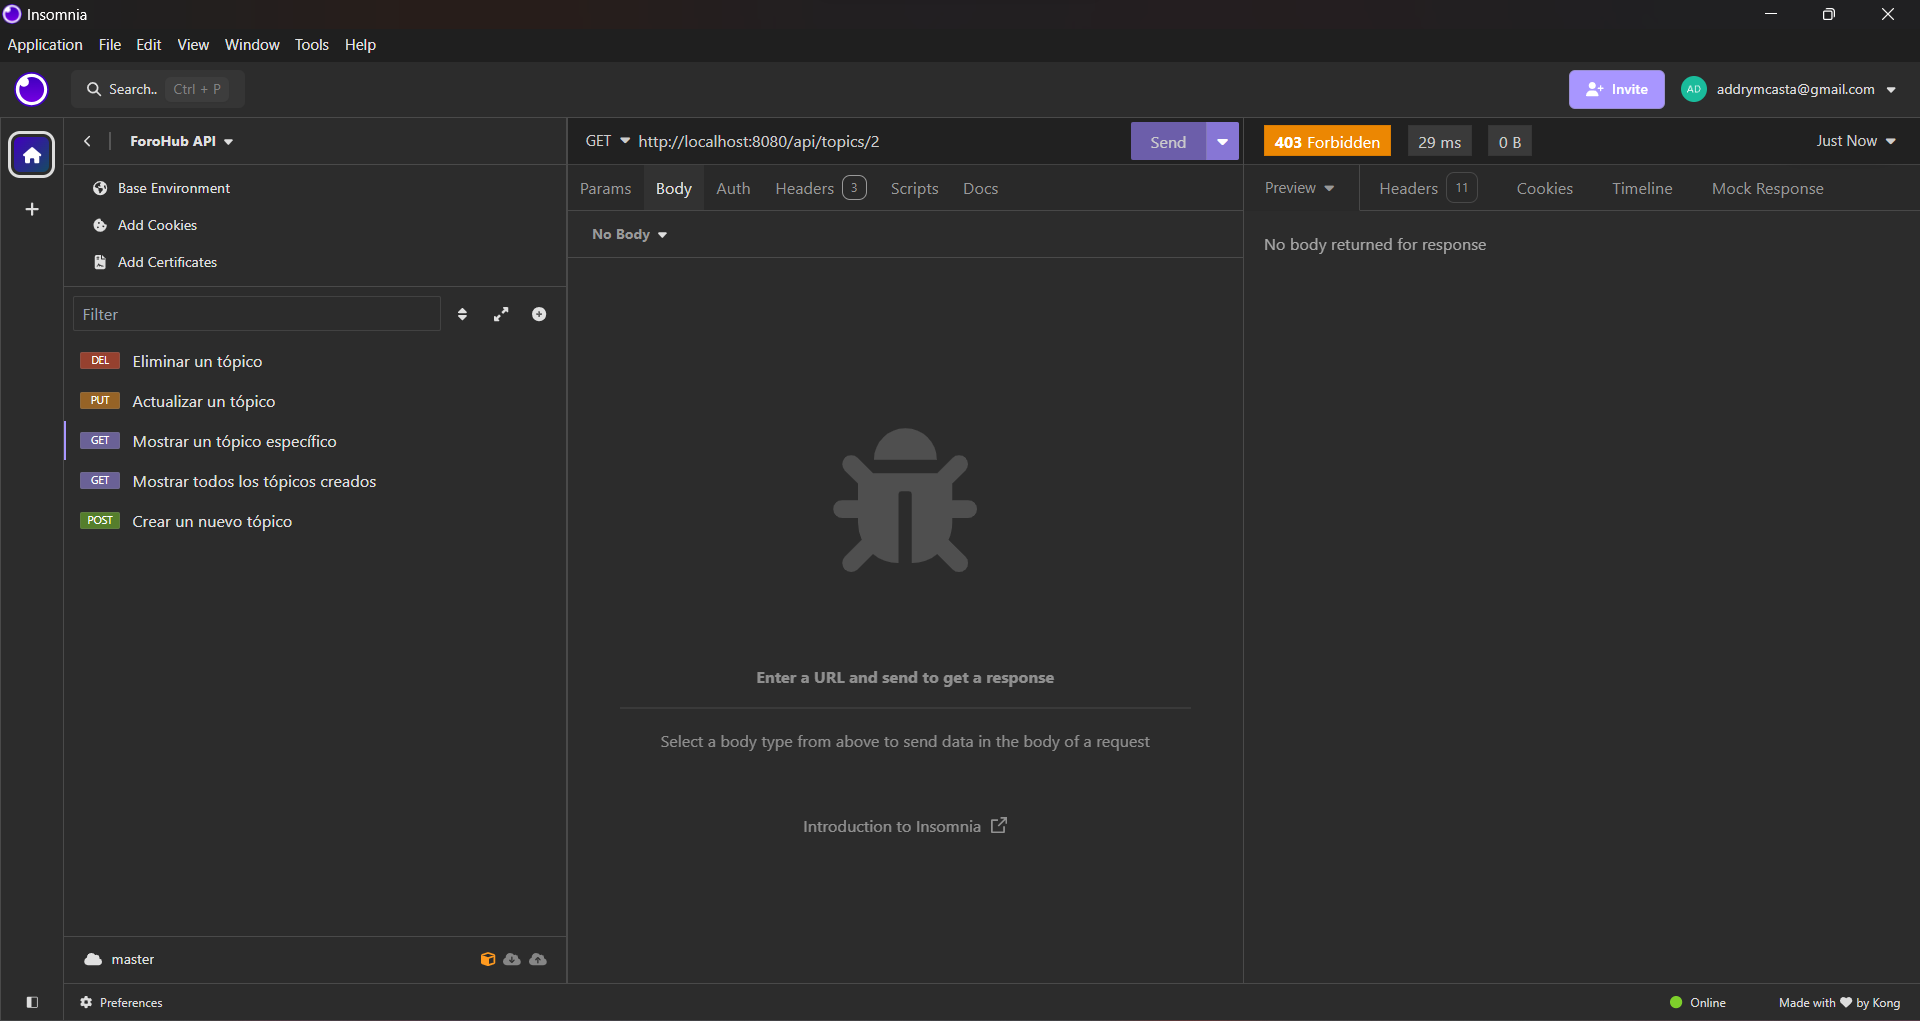 Insomnia
Application File Edit View Window Tools Help
Search.. Ctrl + P
Invite
AD addrymcasta@gmail.com
ForoHub API
Base Environment
Add Cookies
Add Certificates
Filter
DEL Eliminar un tópico
PUT Actualizar un tópico
GET Mostrar un tópico específico
GET Mostrar todos los tópicos creados
POST Crear un nuevo tópico
master
GET http://localhost:8080/api/topics/2 Send
Params Body Auth Headers 3 Scripts Docs
No Body
Enter a URL and send to get a response
Select a body type from above to send data in the body of a request
Introduction to Insomnia
403 Forbidden 29 ms 0 B Just Now
Preview Headers 11 Cookies Timeline Mock Response
No body returned for response
Preferences
Online
Made with ❤ by Kong